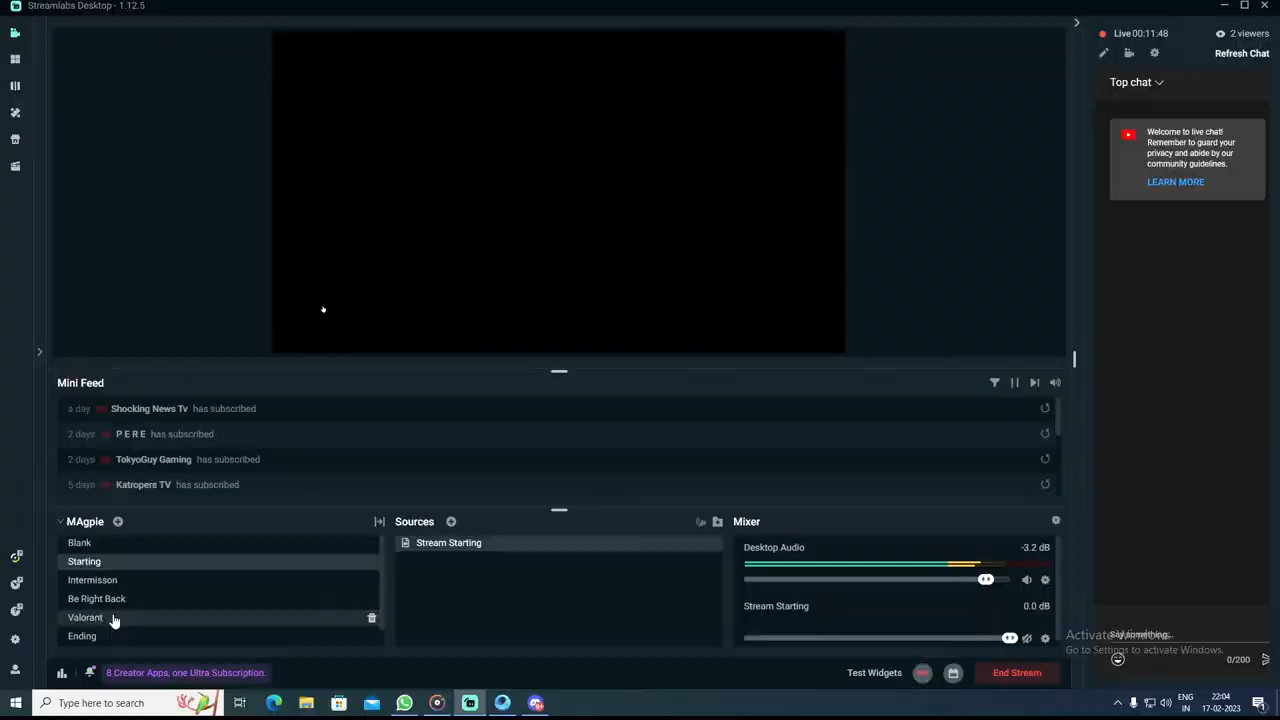 Streamlabs Desktop - 1.12.5
Live 00:11:48
2 viewers
Refresh Chat
Top chat
Welcome to live chat!
Remember to guard your
privacy and abide by our
community guidelines.
LEARN MORE
Mini Feed
a day Shocking News Tv has subscribed
2 days P E R E has subscribed
2 days TokyoGuy Gaming has subscribed
5 days Katropers TV has subscribed
MAgpie
Blank
Starting
Intermisson
Be Right Back
Valorant
Ending
Sources
Stream Starting
Mixer
Desktop Audio -3.2 dB
Stream Starting 0.0 dB
Say something...
Activate Windows
Go to Settings to activate Windows.
0/200
8 Creator Apps, one Ultra Subscription.
Test Widgets
End Stream
Type here to search
ENG
IN
22:04
17-02-2023